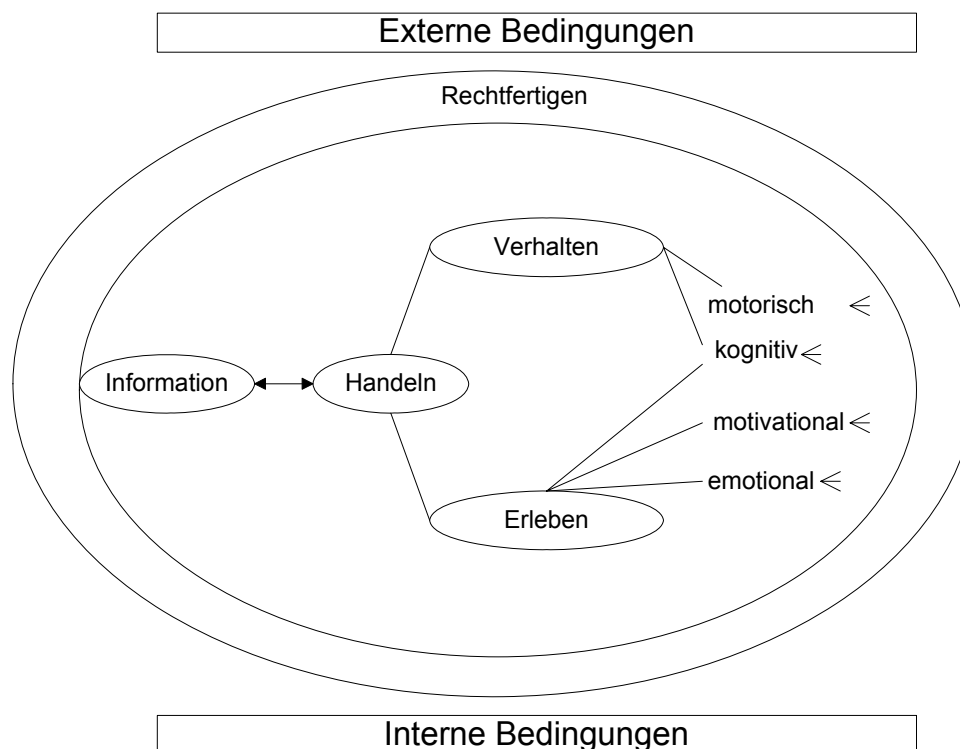 Externe Bedingungen
Rechtfertigen
Verhalten
motorisch
kognitiv
Information
Handeln
motivational
emotional
Erleben
Interne Bedingungen